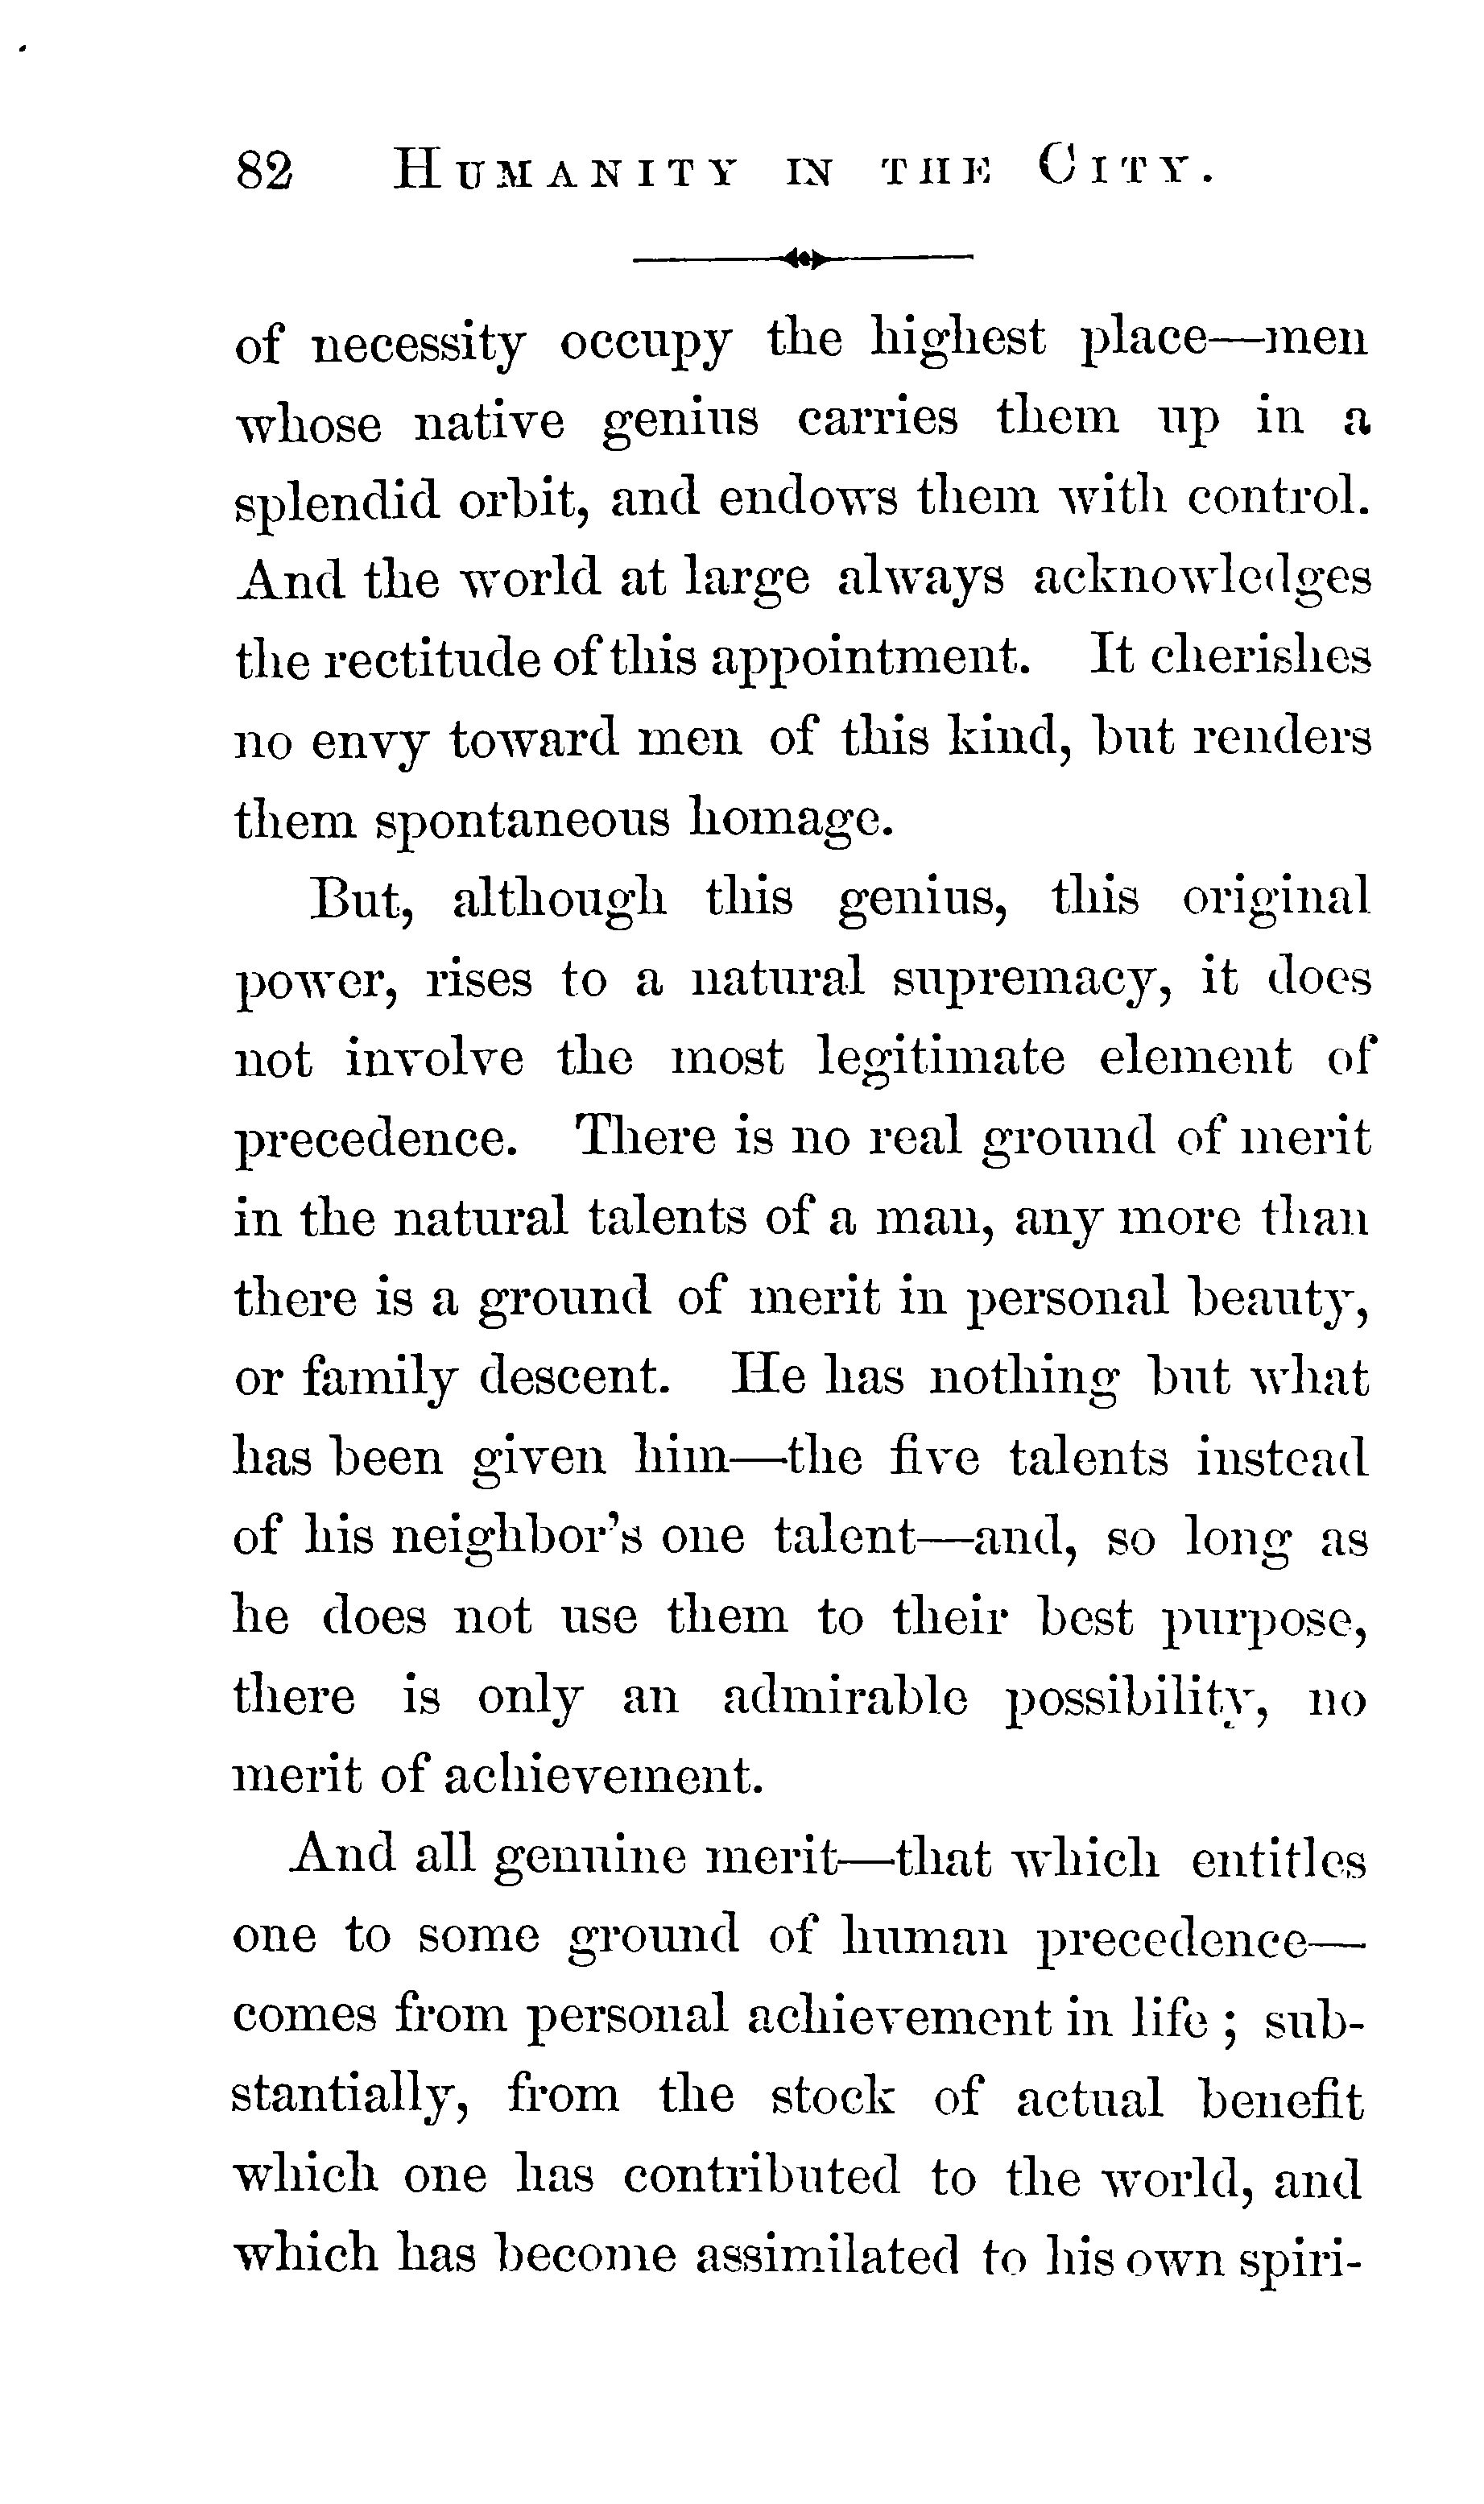 82 HUMANITY IN THE CITY.
of necessity occupy the highest place—men
whose native genius carries them up in a
splendid orbit, and endows them with control.
And the world at large always acknowledges
the rectitude of this appointment. It cherishes
no envy toward men of this kind, but renders
them spontaneous homage.
But, although this genius, this original
power, rises to a natural supremacy, it does
not involve the most legitimate element of
precedence. There is no real ground of merit
in the natural talents of a man, any more than
there is a ground of merit in personal beauty,
or family descent. He has nothing but what
has been given him—the five talents instead
of his neighbor's one talent—and, so long as
he does not use them to their best purpose,
there is only an admirable possibility, no
merit of achievement.
And all genuine merit—that which entitles
one to some ground of human precedence—
comes from personal achievement in life ; sub-
stantially, from the stock of actual benefit
which one has contributed to the world, and
which has become assimilated to his own spiri-